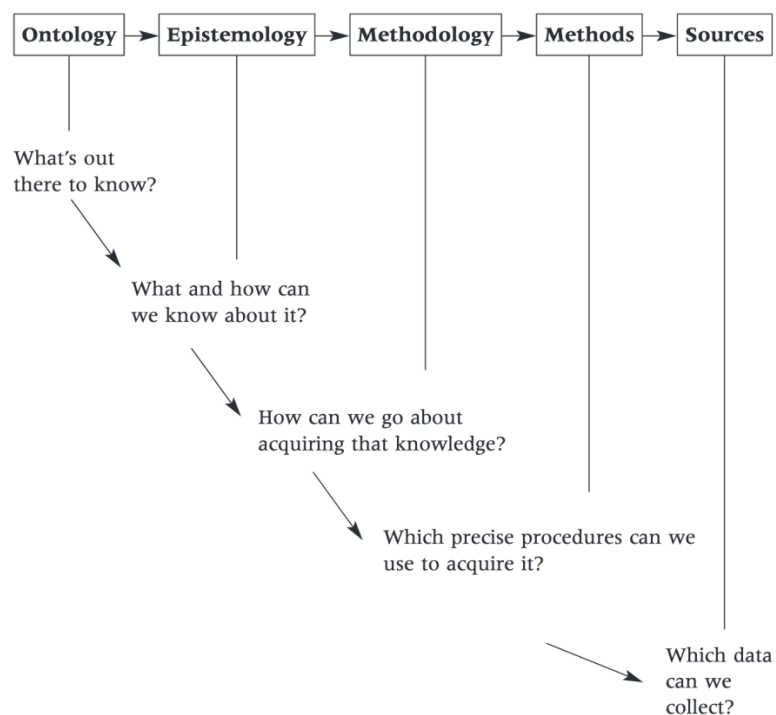 Ontology
Epistemology
Methodology
Methods
Sources
What’s out
there to know?
What and how can
we know about it?
How can we go about
acquiring that knowledge?
Which precise procedures can we
use to acquire it?
Which data
can we
collect?